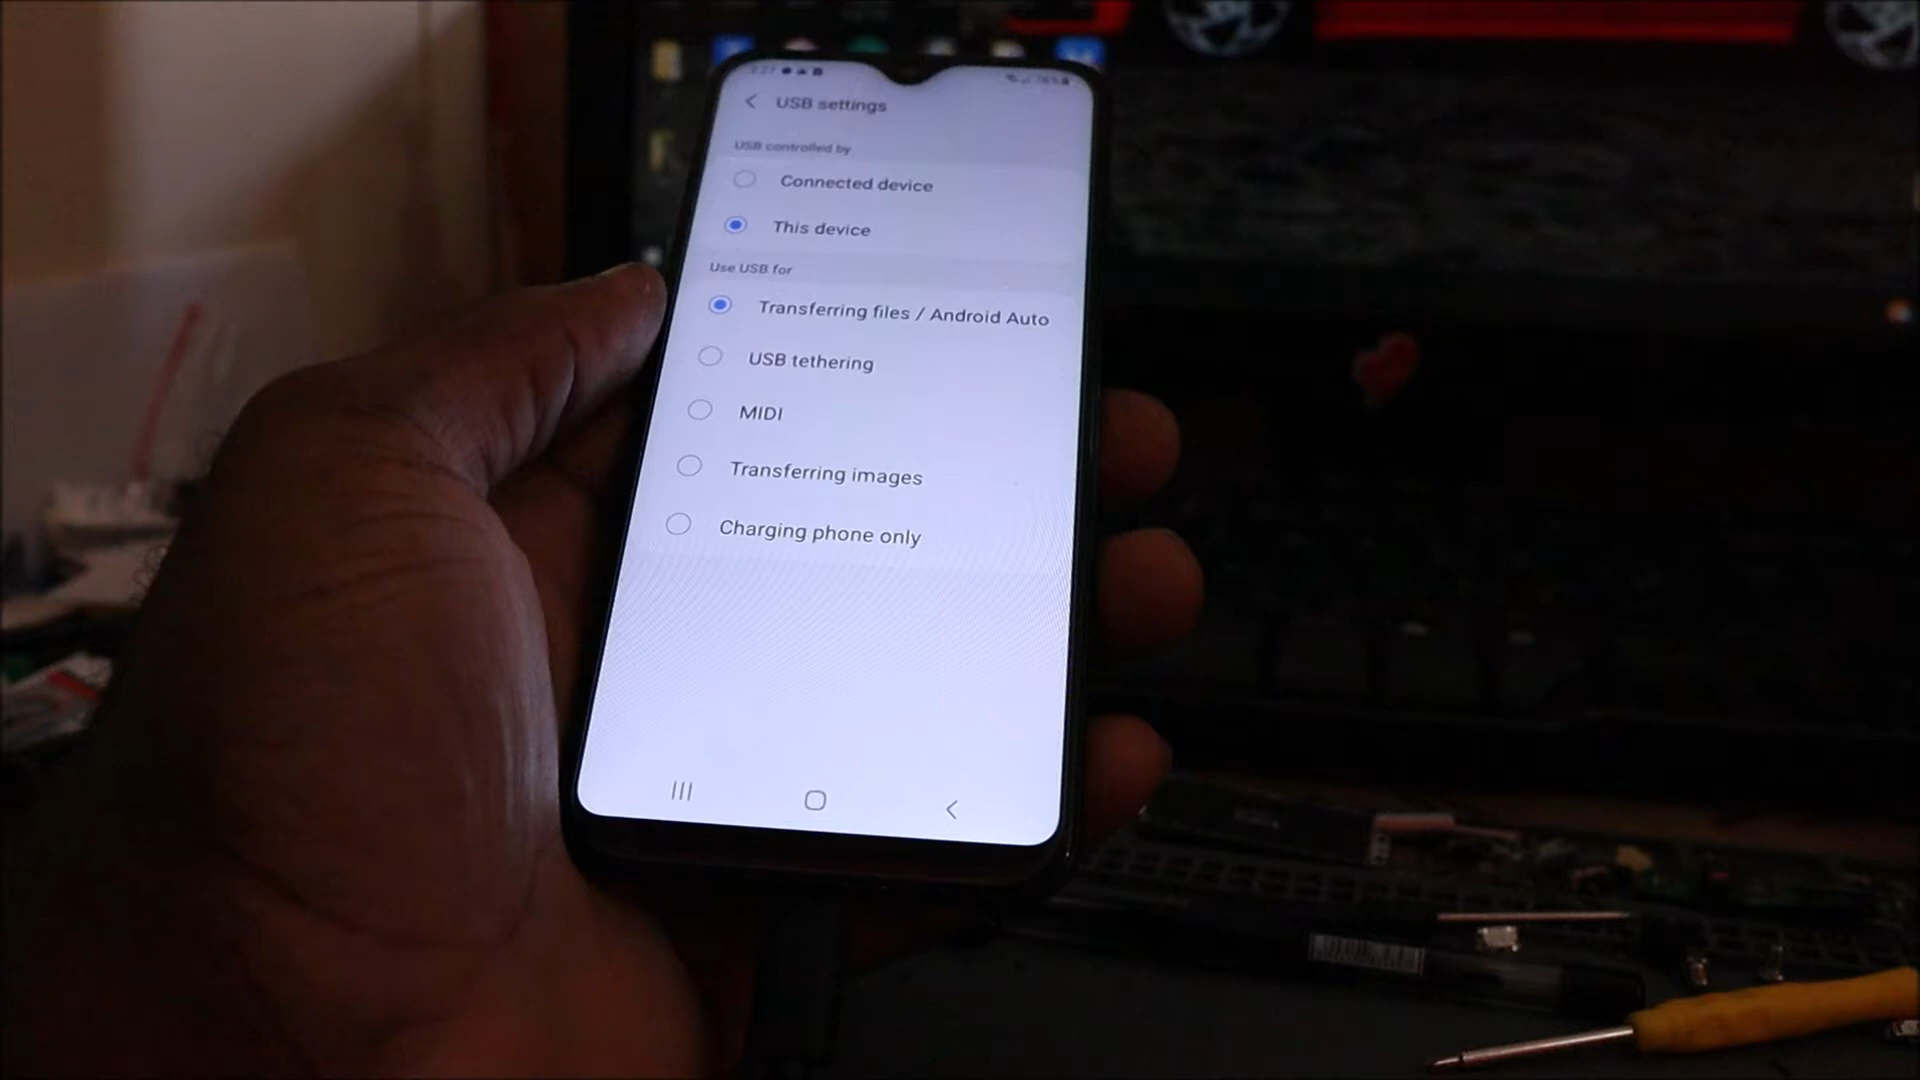 USB settings
USB controlled by
Connected device
This device
Use USB for
Transferring files / Android Auto
USB tethering
MIDI
Transferring images
Charging phone only